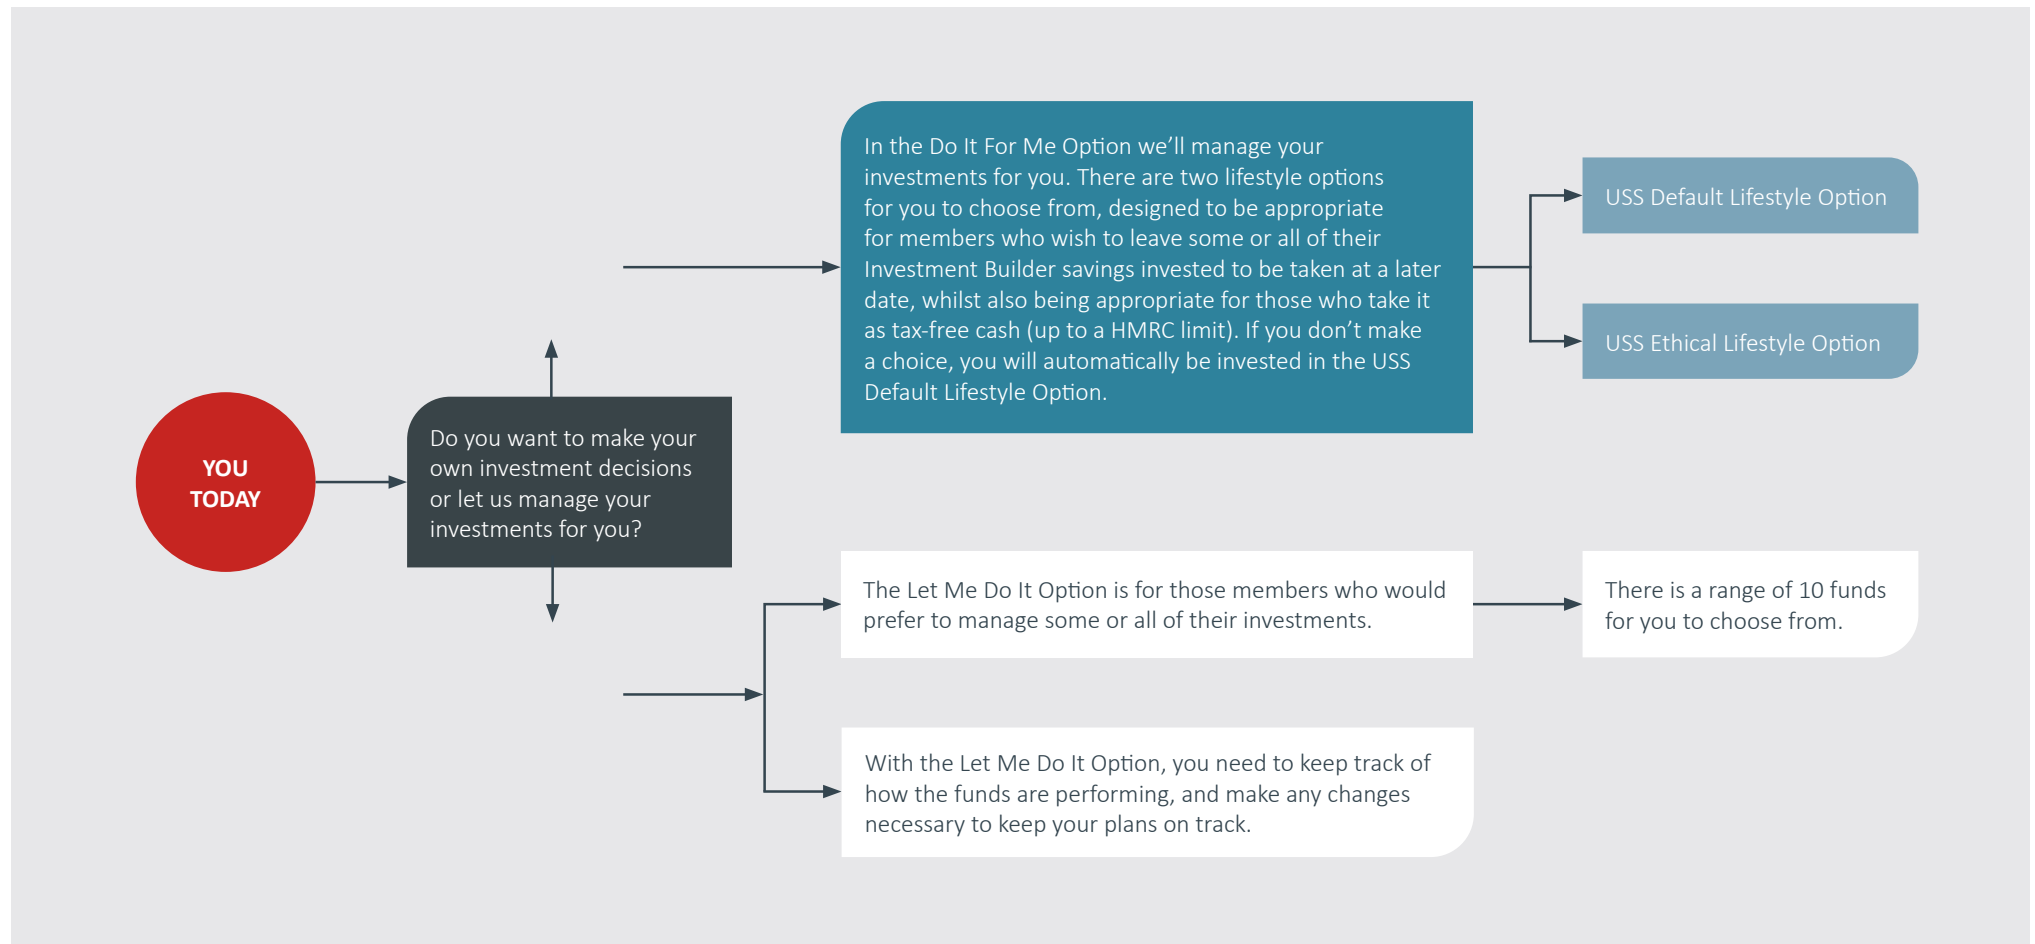 YOU
TODAY
Do you want to make your
own investment decisions
or let us manage your
investments for you?
In the Do It For Me Option we’ll manage your
investments for you. There are two lifestyle options
for you to choose from, designed to be appropriate
for members who wish to leave some or all of their
Investment Builder savings invested to be taken at a later
date, whilst also being appropriate for those who take it
as tax-free cash (up to a HMRC limit). If you don’t make
a choice, you will automatically be invested in the USS
Default Lifestyle Option.
USS Default Lifestyle Option
USS Ethical Lifestyle Option
The Let Me Do It Option is for those members who would
prefer to manage some or all of their investments.
There is a range of 10 funds
for you to choose from.
With the Let Me Do It Option, you need to keep track of
how the funds are performing, and make any changes
necessary to keep your plans on track.